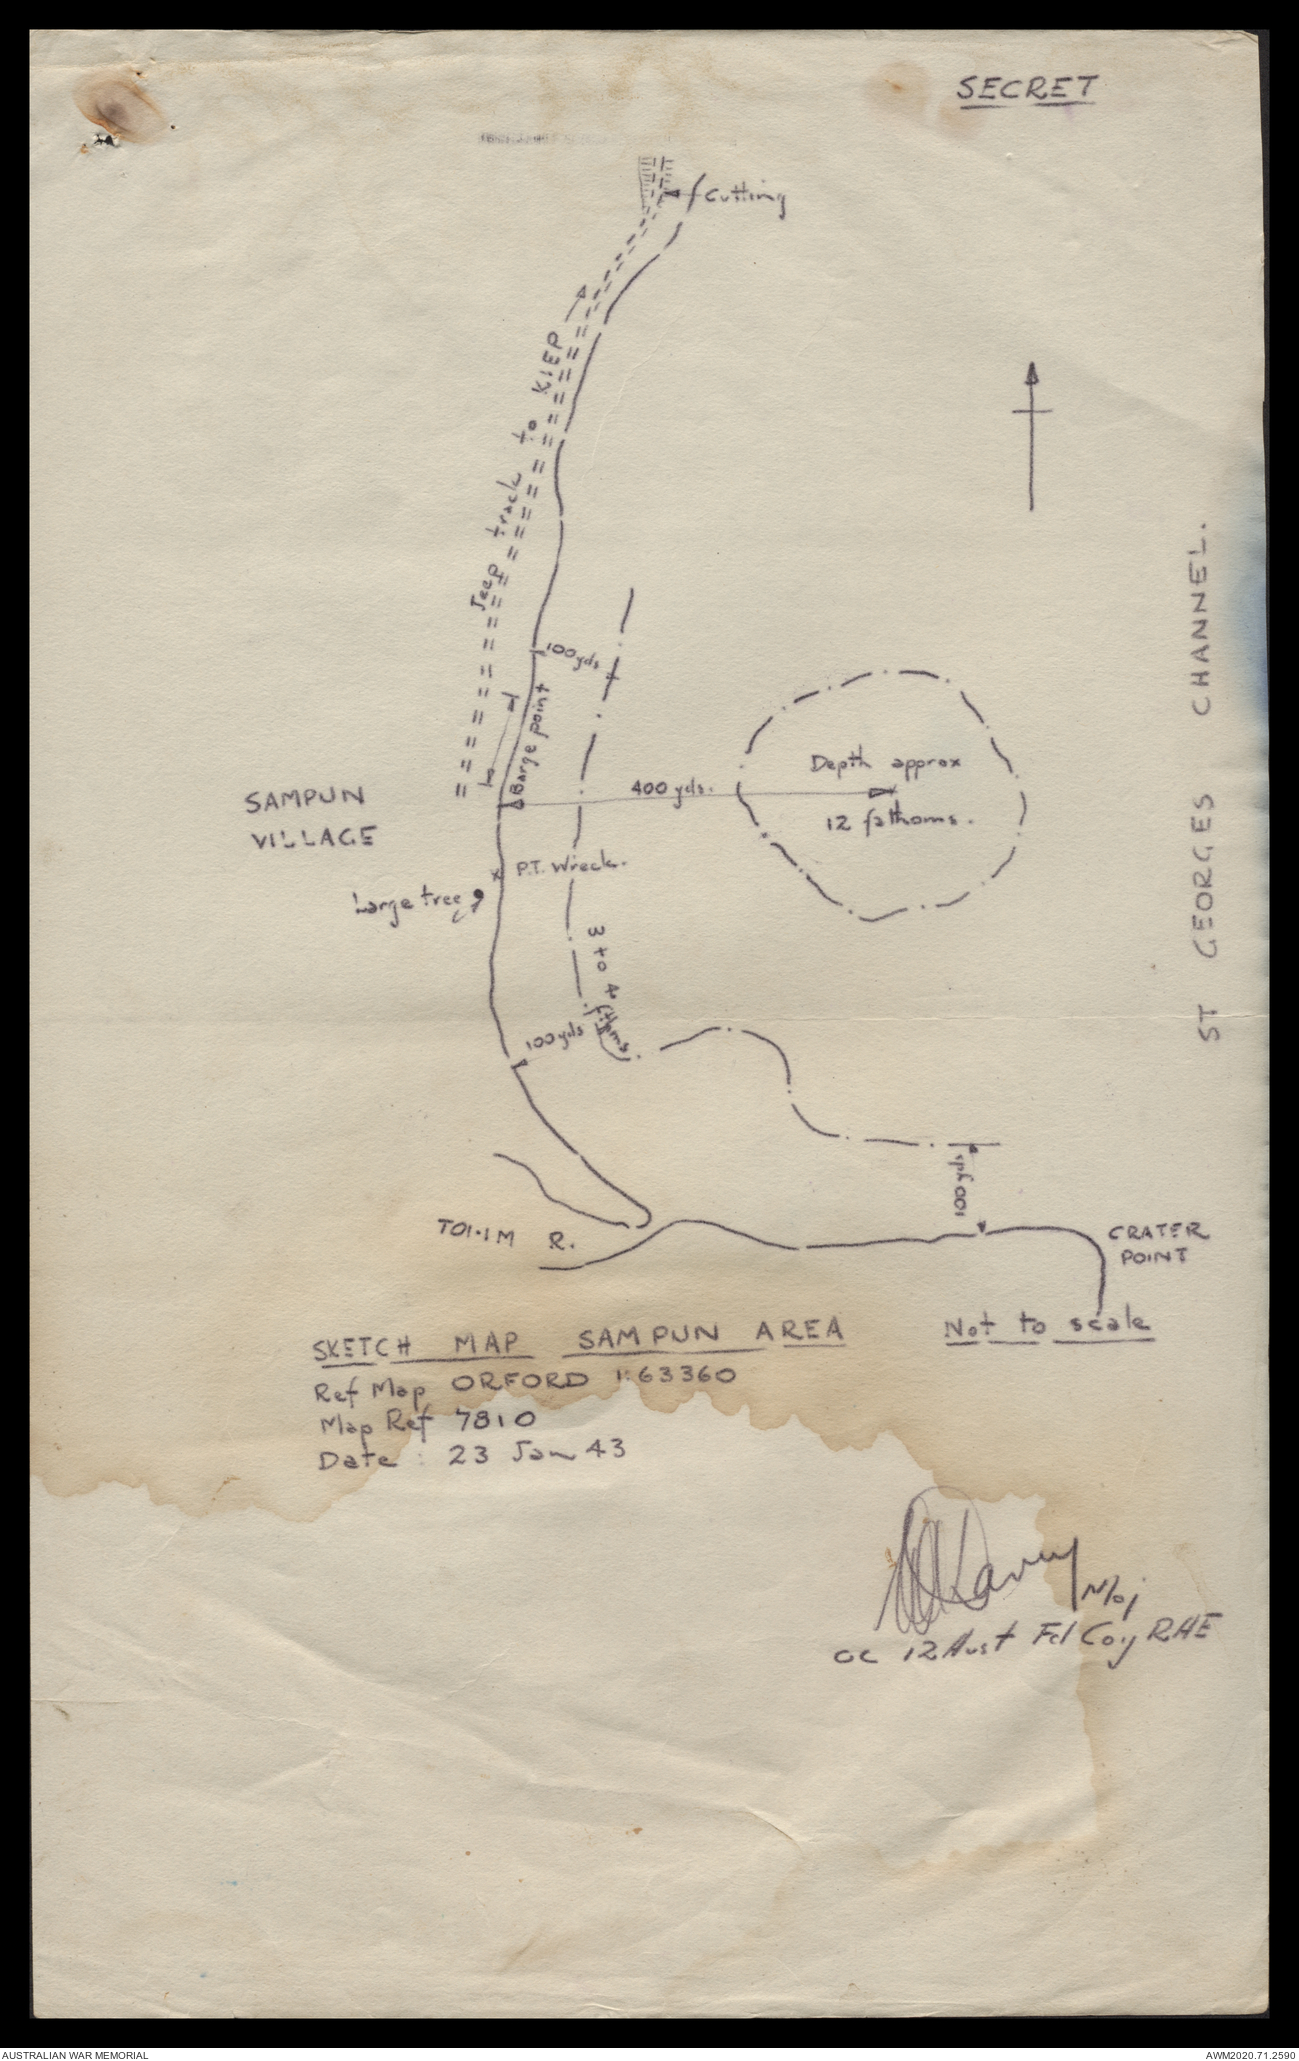 SECRET
Cutting
Jeep track to KIEP
100 yds
Barge point
400 yds.
Depth approx
12 fathoms.
SAMPUN
VILLAGE
P.T. Wreck.
Large tree
3 to 4 fthms.
100 yds
ST GEORGES CHANNEL.
100 yds
TOI·IM R.
CRATER
POINT
SKETCH MAP SAMPUN AREA
Not to scale
Ref Map ORFORD 1:63360
Map Ref 7810
Date : 23 Jan 43
Maj
OC 12 Aust Fd Coy RAE
AUSTRALIAN WAR MEMORIAL
AWM2020.71.2590